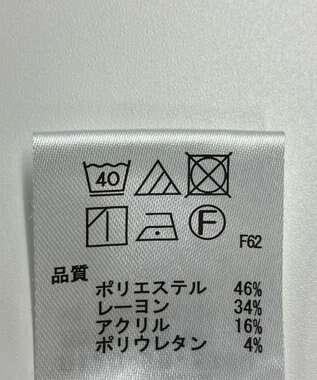 40
F
F62
品質
ポリエステル 46%
レーヨン 34%
アクリル 16%
ポリウレタン 4%